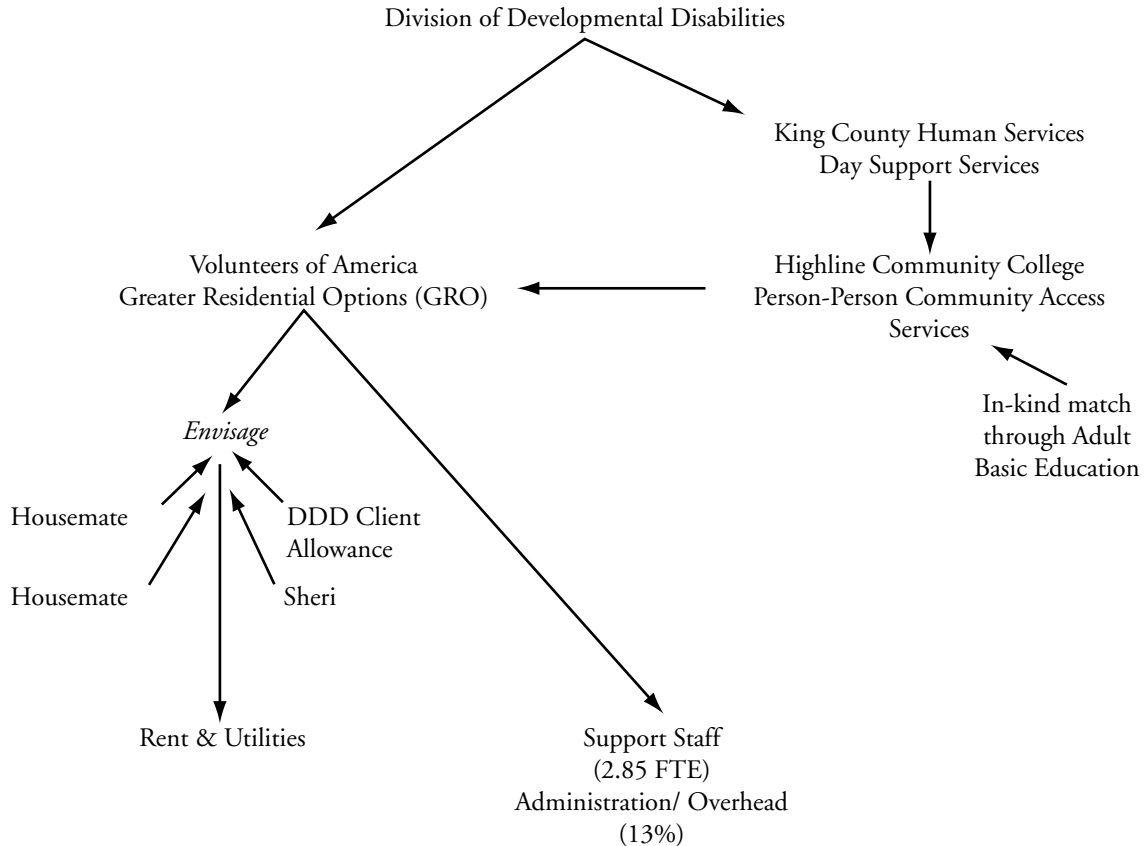 Division of Developmental Disabilities
King County Human Services
Day Support Services
Volunteers of America
Greater Residential Options (GRO)
Highline Community College
Person-Person Community Access
Services
In-kind match
through Adult
Basic Education
Envisage
Housemate
DDD Client
Allowance
Housemate
Sheri
Rent & Utilities
Support Staff
(2.85 FTE)
Administration/ Overhead
(13%)